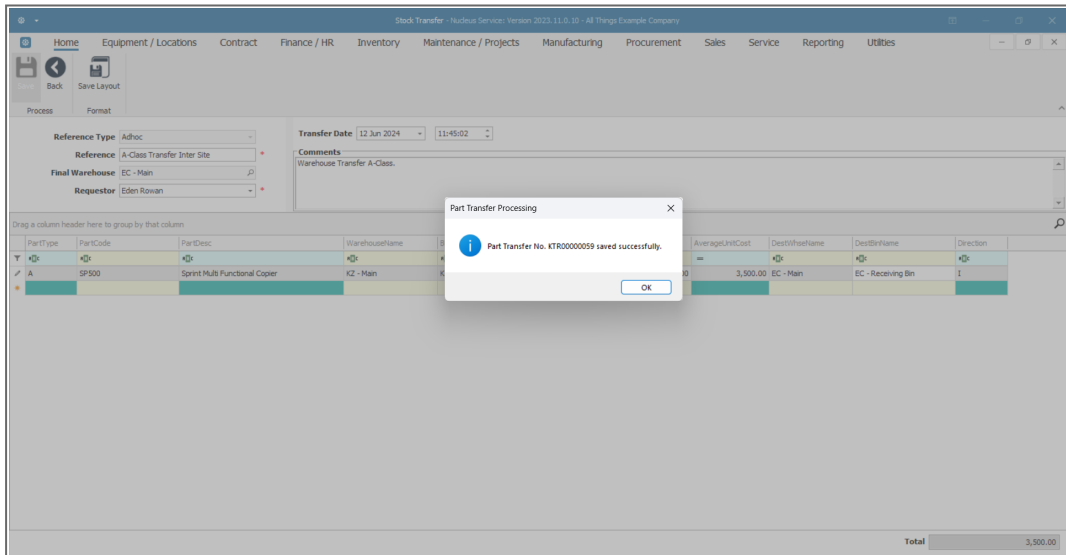 Stock Transfer - Nucleus Service: Version 2023.11.0.10 - All Things Example Company
Home Equipment / Locations Contract Finance / HR Inventory Maintenance / Projects Manufacturing Procurement Sales Service Reporting Utilities
Save Back Save Layout
Process Format
Reference Type Adhoc
Reference A-Class Transfer Inter Site *
Final Warehouse EC - Main
Requestor Eden Rowan *
Transfer Date 12 Jun 2024 11:45:02
Comments
Warehouse Transfer A-Class.
Drag a column header here to group by that column
PartType PartCode PartDesc WarehouseName AverageUnitCost DestWhseName DestBinName Direction
=
A SP500 Sprint Multi Functional Copier KZ - Main 3,500.00 EC - Main EC - Receiving Bin I
Part Transfer Processing
Part Transfer No. KTR00000059 saved successfully.
OK
Total 3,500.00